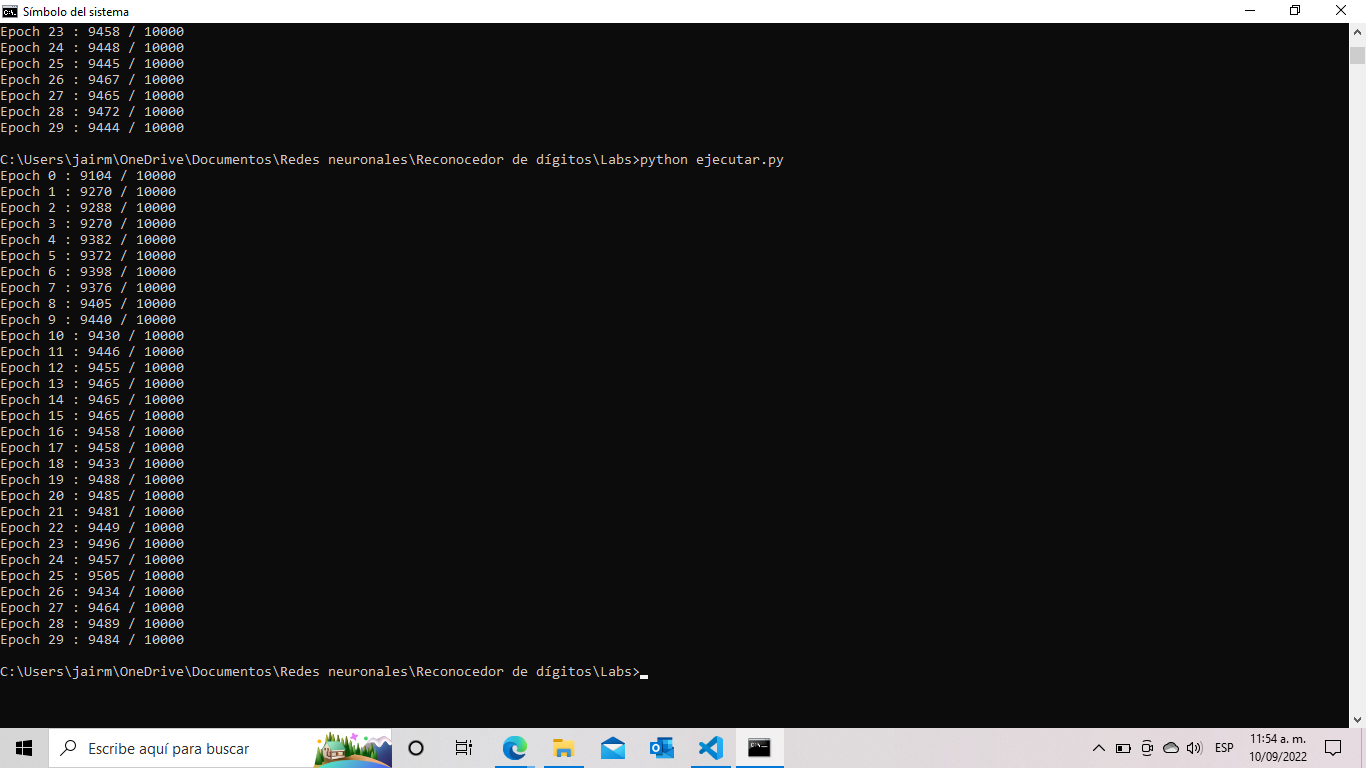 Símbolo del sistema
Epoch 23 : 9458 / 10000
Epoch 24 : 9448 / 10000
Epoch 25 : 9445 / 10000
Epoch 26 : 9467 / 10000
Epoch 27 : 9465 / 10000
Epoch 28 : 9472 / 10000
Epoch 29 : 9444 / 10000
C:\Users\jairm\OneDrive\Documentos\Redes neuronales\Reconocedor de dígitos\Labs>python ejecutar.py
Epoch 0 : 9104 / 10000
Epoch 1 : 9270 / 10000
Epoch 2 : 9288 / 10000
Epoch 3 : 9270 / 10000
Epoch 4 : 9382 / 10000
Epoch 5 : 9372 / 10000
Epoch 6 : 9398 / 10000
Epoch 7 : 9376 / 10000
Epoch 8 : 9405 / 10000
Epoch 9 : 9440 / 10000
Epoch 10 : 9430 / 10000
Epoch 11 : 9446 / 10000
Epoch 12 : 9455 / 10000
Epoch 13 : 9465 / 10000
Epoch 14 : 9465 / 10000
Epoch 15 : 9465 / 10000
Epoch 16 : 9458 / 10000
Epoch 17 : 9458 / 10000
Epoch 18 : 9433 / 10000
Epoch 19 : 9488 / 10000
Epoch 20 : 9485 / 10000
Epoch 21 : 9481 / 10000
Epoch 22 : 9449 / 10000
Epoch 23 : 9496 / 10000
Epoch 24 : 9457 / 10000
Epoch 25 : 9505 / 10000
Epoch 26 : 9434 / 10000
Epoch 27 : 9464 / 10000
Epoch 28 : 9489 / 10000
Epoch 29 : 9484 / 10000
C:\Users\jairm\OneDrive\Documentos\Redes neuronales\Reconocedor de dígitos\Labs>
Escribe aquí para buscar
ESP
11:54 a. m.
10/09/2022